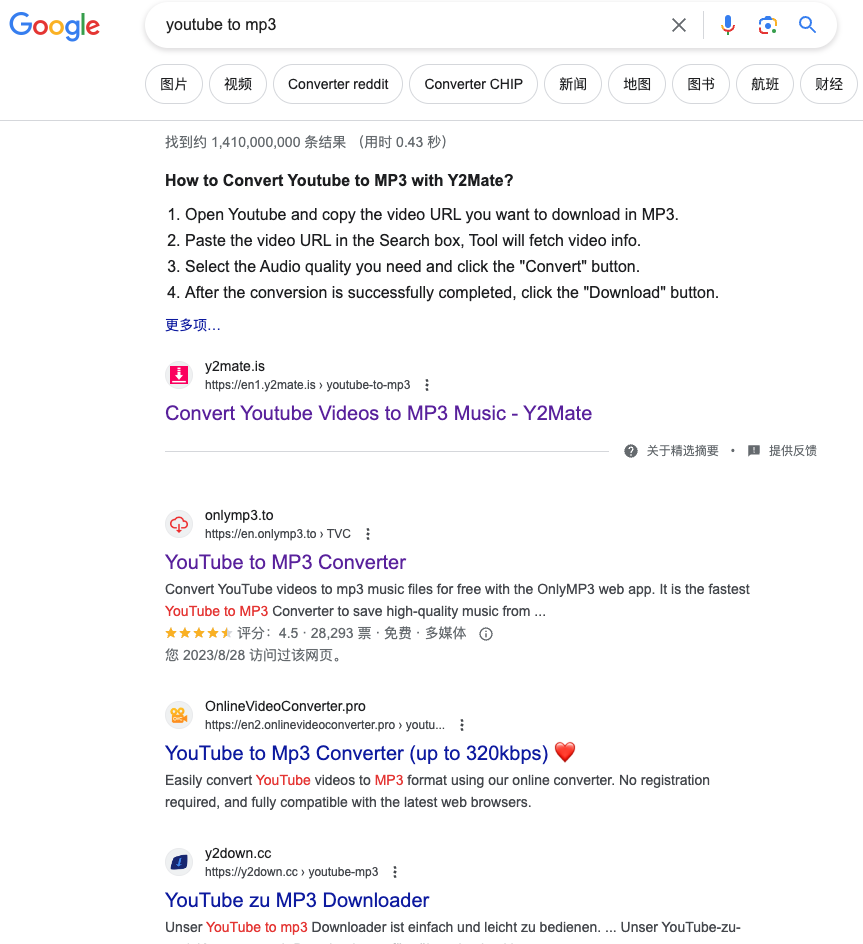 Google
youtube to mp3
图片 视频 Converter reddit Converter CHIP 新闻 地图 图书 航班 财经
找到约 1,410,000,000 条结果 （用时 0.43 秒）
How to Convert Youtube to MP3 with Y2Mate?
1. Open Youtube and copy the video URL you want to download in MP3.
2. Paste the video URL in the Search box, Tool will fetch video info.
3. Select the Audio quality you need and click the "Convert" button.
4. After the conversion is successfully completed, click the "Download" button.
更多项…
y2mate.is
https://en1.y2mate.is › youtube-to-mp3
Convert Youtube Videos to MP3 Music - Y2Mate
关于精选摘要 • 提供反馈
onlymp3.to
https://en.onlymp3.to › TVC
YouTube to MP3 Converter
Convert YouTube videos to mp3 music files for free with the OnlyMP3 web app. It is the fastest
YouTube to MP3 Converter to save high-quality music from ...
评分：4.5 · 28,293 票 · 免费 · 多媒体
您 2023/8/28 访问过该网页。
OnlineVideoConverter.pro
https://en2.onlinevideoconverter.pro › youtu...
YouTube to Mp3 Converter (up to 320kbps) ❤️
Easily convert YouTube videos to MP3 format using our online converter. No registration
required, and fully compatible with the latest web browsers.
y2down.cc
https://y2down.cc › youtube-mp3
YouTube zu MP3 Downloader
Unser YouTube to mp3 Downloader ist einfach und leicht zu bedienen. ... Unser YouTube-zu-